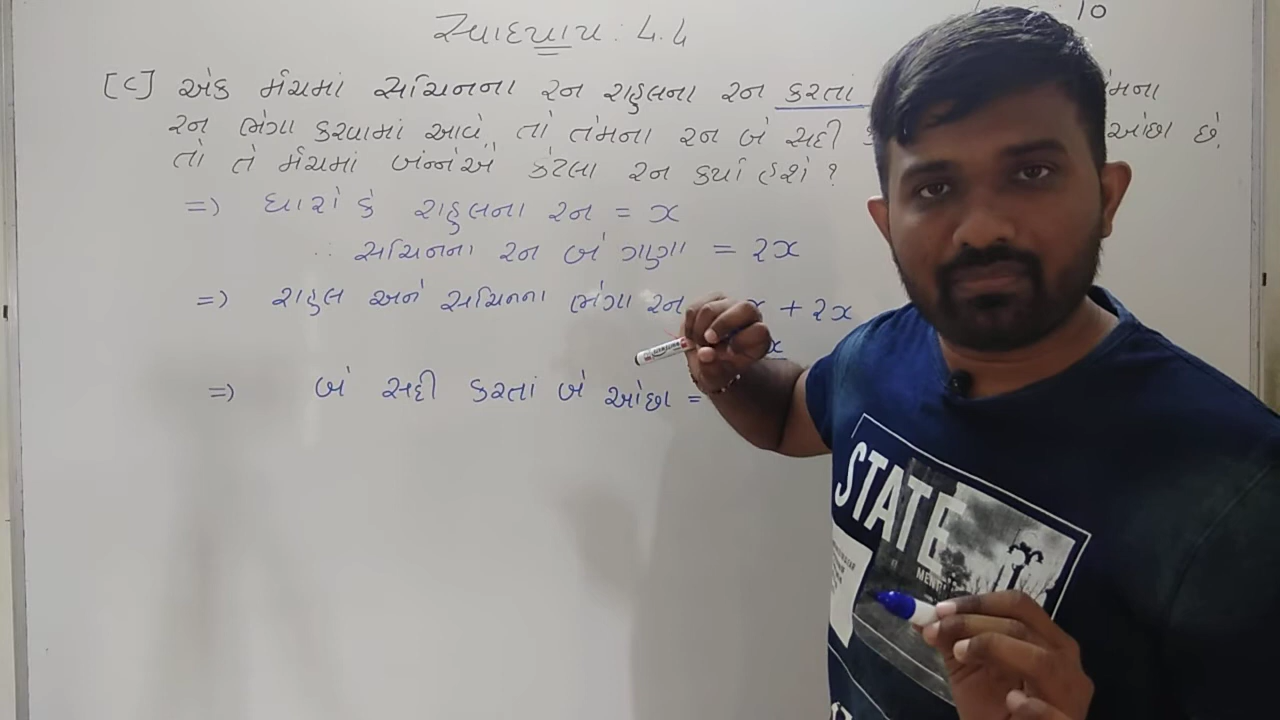 સ્વાદયાય : 4.4
10
[C] એક મેચમાં સચિનના રન રાહુલના રન કરતાં
રન ભેગા કરવામાં આવે, તો તેમના રન બે સદી ઓછા છે.
તો તે મેચમાં બંન્નેએ કેટલા રન કર્યા હશે ?
=) ધારો કે રાહુલના રન = x
∴ સચિનના રન બે ગણા = 2x
=) રાહુલ અને સચિનના ભેગા રન x + 2x
x
=) બે સદી કરતાં બે ઓછા =
STATE